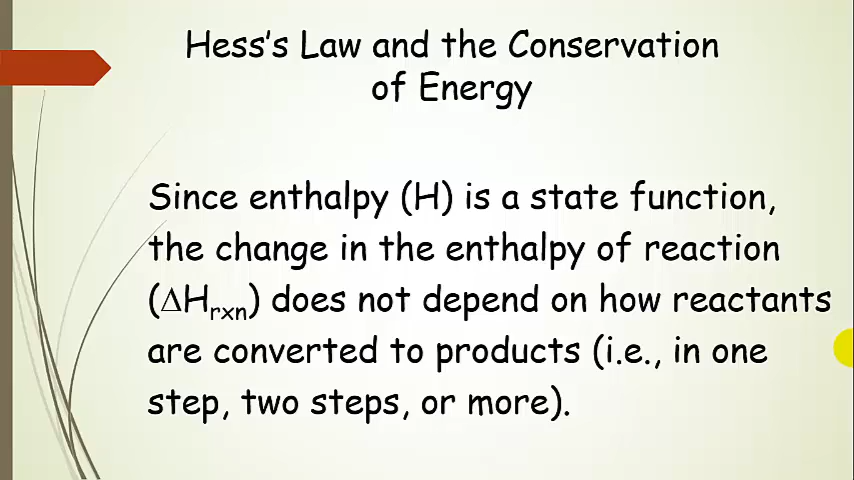 Hess's Law and the Conservation
of Energy
Since enthalpy (H) is a state function,
the change in the enthalpy of reaction
(ΔHrxn) does not depend on how reactants
are converted to products (i.e., in one
step, two steps, or more).